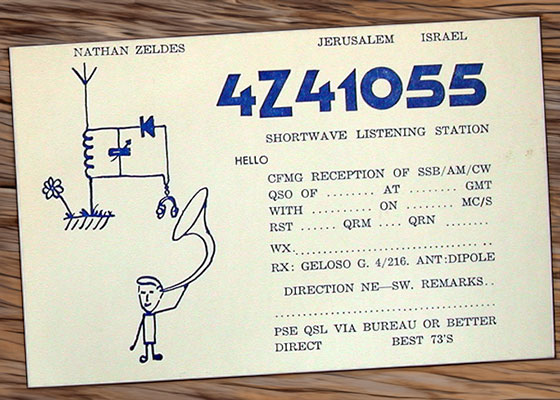 NATHAN ZELDES
JERUSALEM ISRAEL
4Z41055
SHORTWAVE LISTENING STATION
HELLO
CFMG RECEPTION OF SSB/AM/CW
QSO OF ........ AT ........ GMT
WITH .......... ON ........ MC/S
RST ...... QRM .... QRN ........
WX. ..............................
RX: GELOSO G. 4/216. ANT:DIPOLE
DIRECTION NE—SW. REMARKS..
....................................
PSE QSL VIA BUREAU OR BETTER
DIRECT BEST 73'S